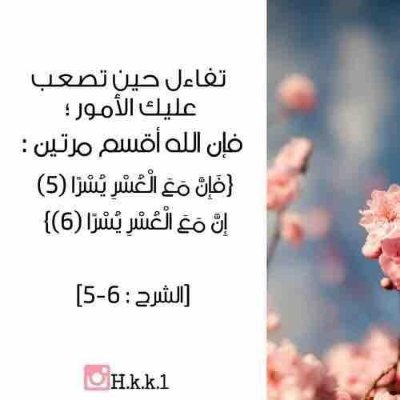 تفاءل حين تصعب
عليك الأمور ؛
فإن الله أقسم مرتين :
{فَإِنَّ مَعَ الْعُسْرِ يُسْرًا (5)
إِنَّ مَعَ الْعُسْرِ يُسْرًا (6)}
[الشرح : 6-5]
H.k.k.1